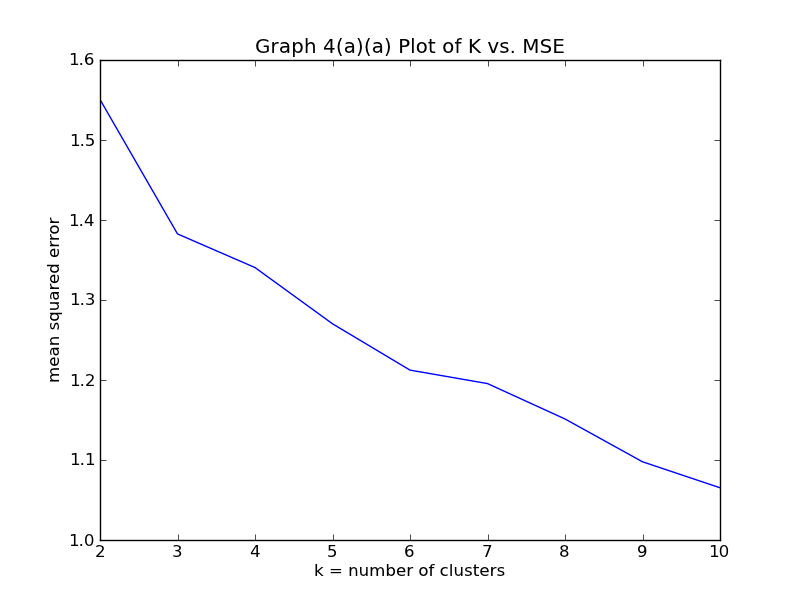 Graph 4(a)(a) Plot of K vs. MSE
1.6
1.5
1.4
1.3
1.2
1.1
1.0
mean squared error
2 3 4 5 6 7 8 9 10
k = number of clusters